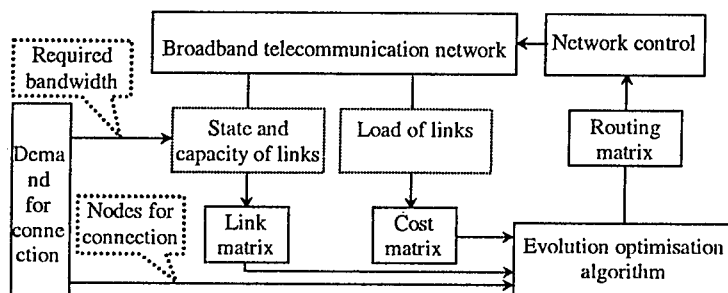 Required
bandwidth
Broadband telecommunication network
Network control
State and
capacity of links
Load of links
Routing
matrix
Dema
nd
for
conne
ction
Nodes for
connection
Link
matrix
Cost
matrix
Evolution optimisation
algorithm